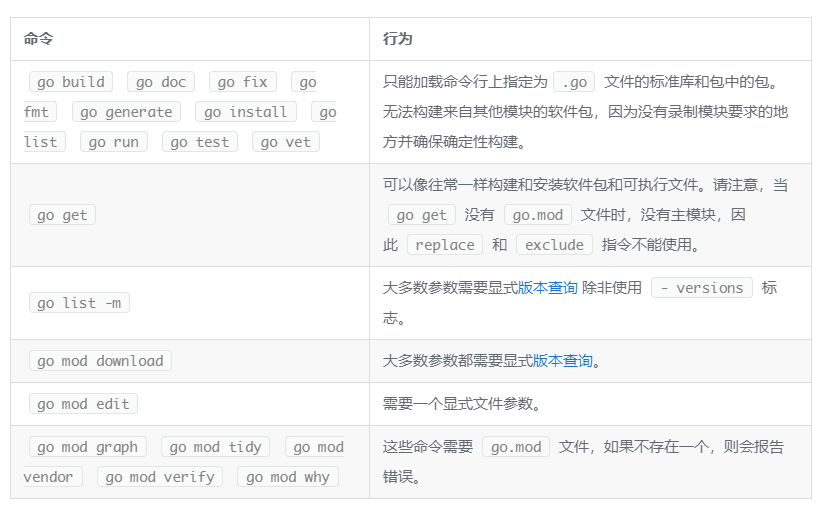 命令 行为
go build go doc go fix go
fmt go generate go install go
list go run go test go vet
只能加载命令行上指定为 .go 文件的标准库和包中的包。
无法构建来自其他模块的软件包，因为没有录制模块要求的地
方并确保确定性构建。
go get
可以像往常一样构建和安装软件包和可执行文件。请注意，当
go get 没有 go.mod 文件时，没有主模块，因
此 replace 和 exclude 指令不能使用。
go list -m
大多数参数需要显式版本查询 除非使用 - versions 标
志。
go mod download
大多数参数都需要显式版本查询。
go mod edit
需要一个显式文件参数。
go mod graph go mod tidy go mod
vendor go mod verify go mod why
这些命令需要 go.mod 文件，如果不存在一个，则会报告
错误。